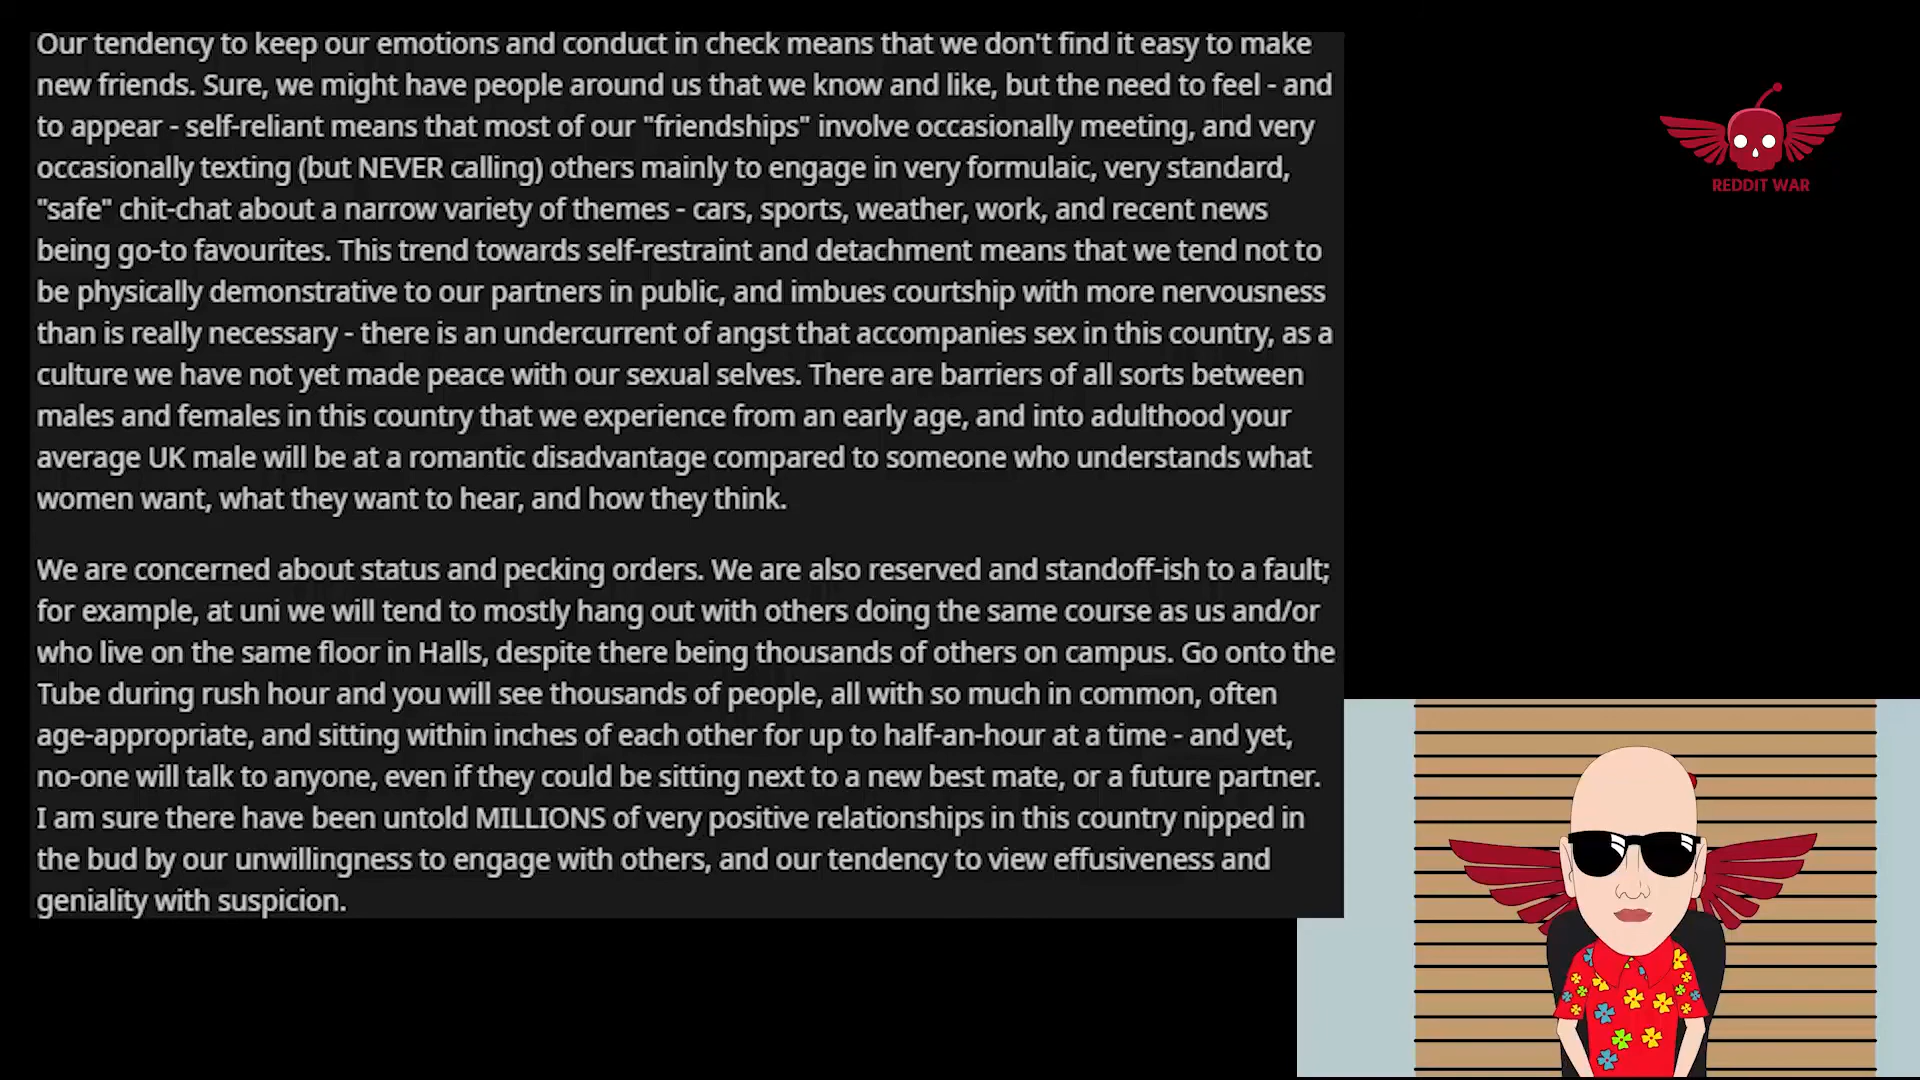 Our tendency to keep our emotions and conduct in check means that we don't find it easy to make
new friends. Sure, we might have people around us that we know and like, but the need to feel - and
to appear - self-reliant means that most of our "friendships" involve occasionally meeting, and very
occasionally texting (but NEVER calling) others mainly to engage in very formulaic, very standard,
"safe" chit-chat about a narrow variety of themes - cars, sports, weather, work, and recent news
being go-to favourites. This trend towards self-restraint and detachment means that we tend not to
be physically demonstrative to our partners in public, and imbues courtship with more nervousness
than is really necessary - there is an undercurrent of angst that accompanies sex in this country, as a
culture we have not yet made peace with our sexual selves. There are barriers of all sorts between
males and females in this country that we experience from an early age, and into adulthood your
average UK male will be at a romantic disadvantage compared to someone who understands what
women want, what they want to hear, and how they think.
We are concerned about status and pecking orders. We are also reserved and standoff-ish to a fault;
for example, at uni we will tend to mostly hang out with others doing the same course as us and/or
who live on the same floor in Halls, despite there being thousands of others on campus. Go onto the
Tube during rush hour and you will see thousands of people, all with so much in common, often
age-appropriate, and sitting within inches of each other for up to half-an-hour at a time - and yet,
no-one will talk to anyone, even if they could be sitting next to a new best mate, or a future partner.
I am sure there have been untold MILLIONS of very positive relationships in this country nipped in
the bud by our unwillingness to engage with others, and our tendency to view effusiveness and
geniality with suspicion.
REDDIT WAR